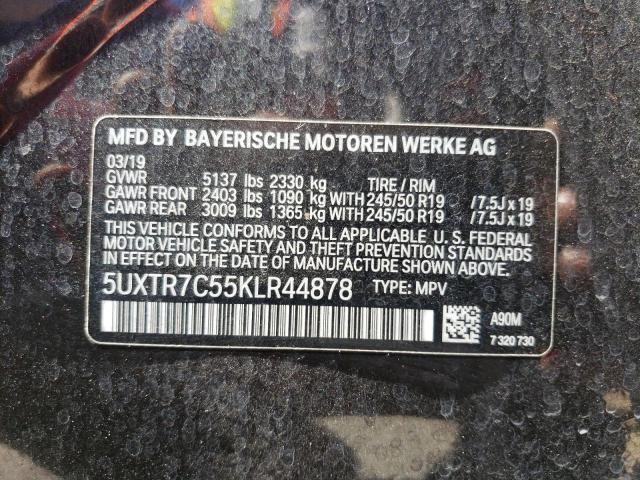 MFD BY BAYERISCHE MOTOREN WERKE AG
03/19
GVWR 5137 lbs 2330 kg TIRE / RIM
GAWR FRONT 2403 lbs 1090 kg WITH 245/50 R19 /7.5J x 19
GAWR REAR 3009 lbs 1365 kg WITH 245/50 R19 /7.5J x 19
THIS VEHICLE CONFORMS TO ALL APPLICABLE U. S. FEDERAL
MOTOR VEHICLE SAFETY AND THEFT PREVENTION STANDARDS
IN EFFECT ON THE DATE OF MANUFACTURE SHOWN ABOVE.
5UXTR7C55KLR44878 TYPE: MPV
A90M
7 320 730